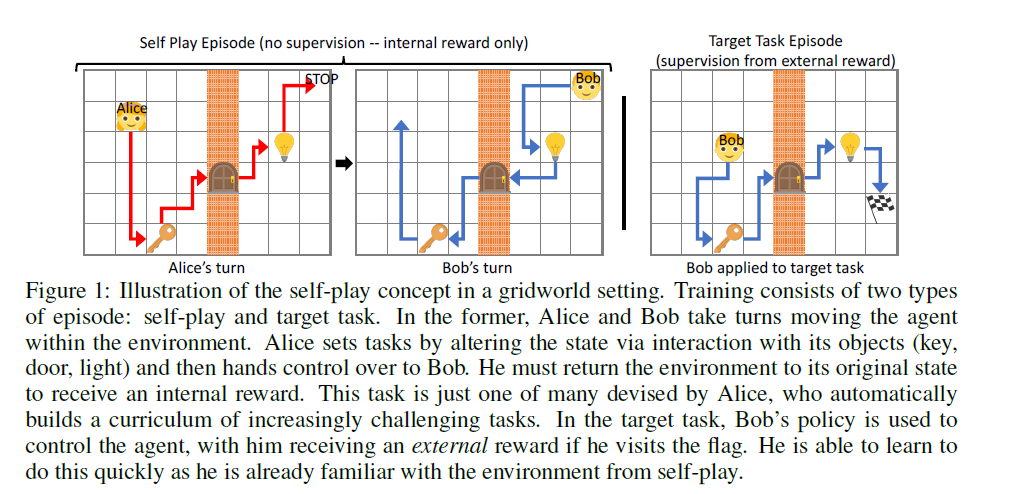 Self Play Episode (no supervision -- internal reward only)
Target Task Episode
(supervision from external reward)
STOP
Alice
Bob
Bob
Alice's turn
Bob's turn
Bob applied to target task
Figure 1: Illustration of the self-play concept in a gridworld setting. Training consists of two types
of episode: self-play and target task. In the former, Alice and Bob take turns moving the agent
within the environment. Alice sets tasks by altering the state via interaction with its objects (key,
door, light) and then hands control over to Bob. He must return the environment to its original state
to receive an internal reward. This task is just one of many devised by Alice, who automatically
builds a curriculum of increasingly challenging tasks. In the target task, Bob's policy is used to
control the agent, with him receiving an external reward if he visits the flag. He is able to learn to
do this quickly as he is already familiar with the environment from self-play.